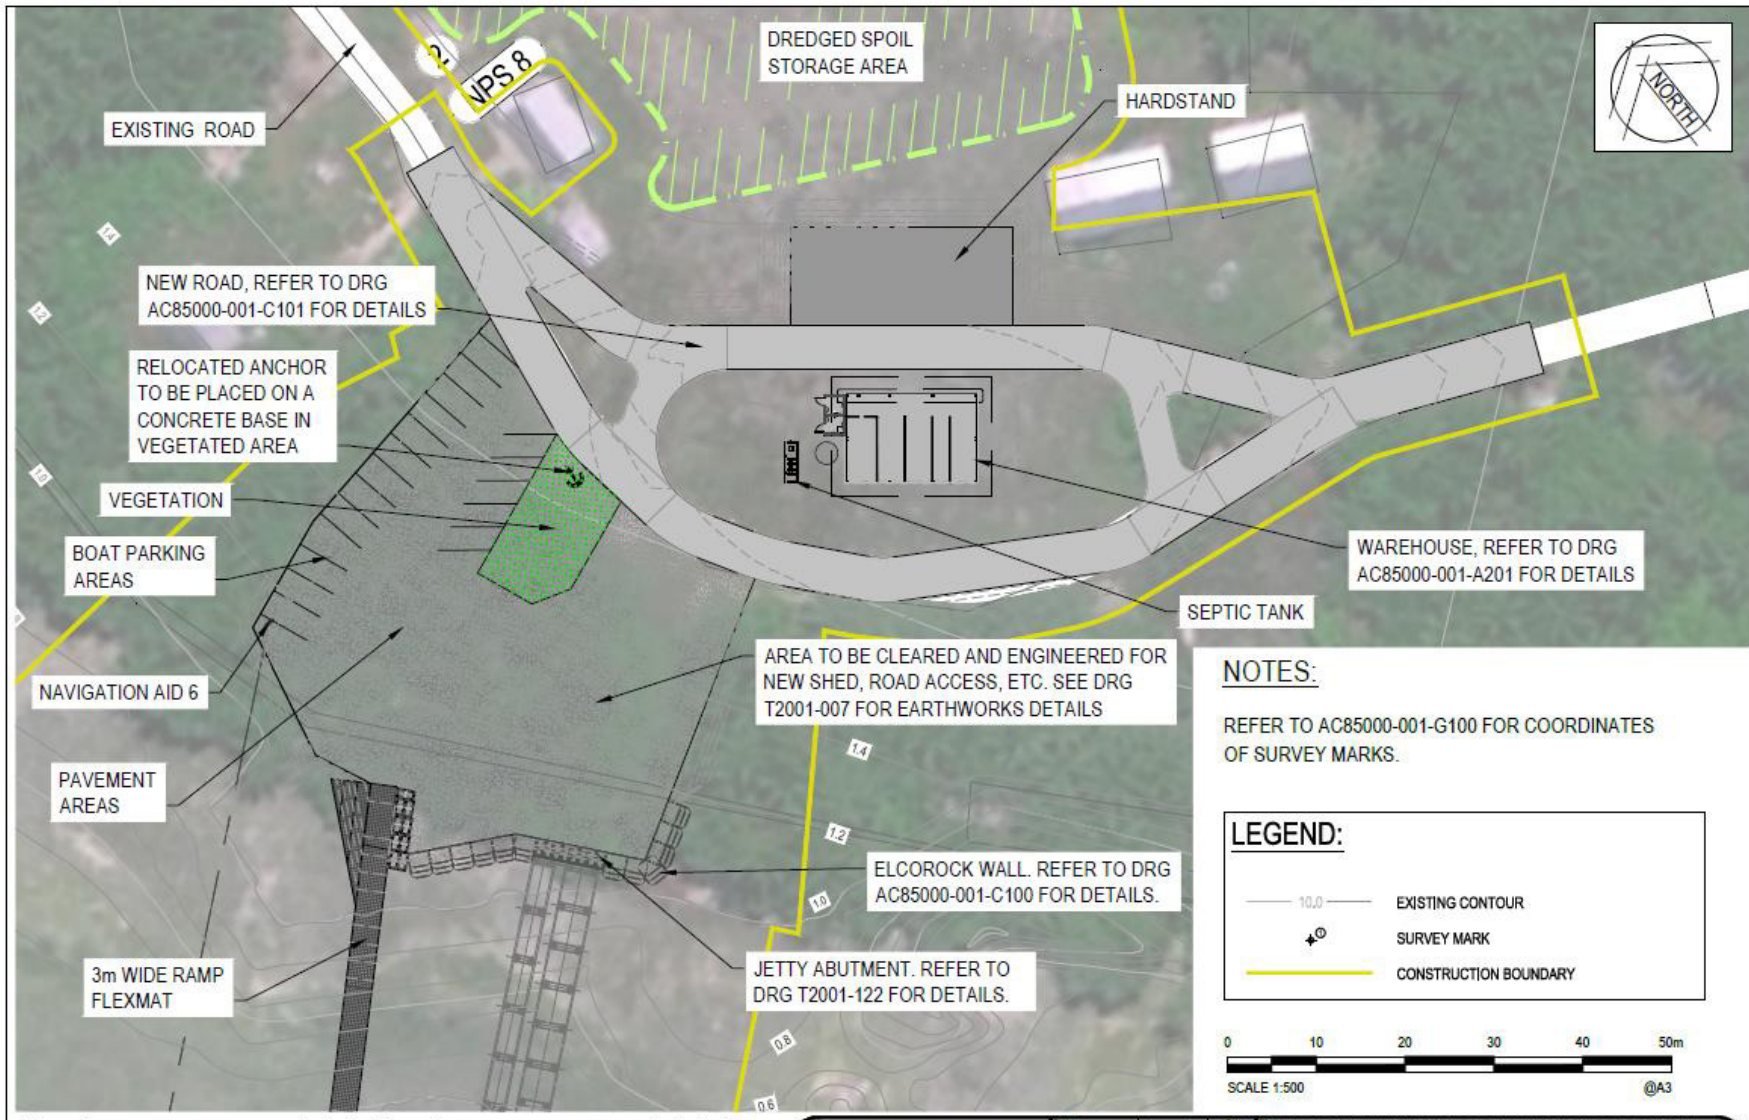 DREDGED SPOIL
STORAGE AREA
NPS 8
HARDSTAND
NORTH
EXISTING ROAD
1.4
NEW ROAD, REFER TO DRG
AC85000-001-C101 FOR DETAILS
1.2
RELOCATED ANCHOR
TO BE PLACED ON A
CONCRETE BASE IN
VEGETATED AREA
1.0
VEGETATION
BOAT PARKING
AREAS
WAREHOUSE, REFER TO DRG
AC85000-001-A201 FOR DETAILS
SEPTIC TANK
NAVIGATION AID 6
AREA TO BE CLEARED AND ENGINEERED FOR
NEW SHED, ROAD ACCESS, ETC. SEE DRG
T2001-007 FOR EARTHWORKS DETAILS
1.4
PAVEMENT
AREAS
1.2
ELCOROCK WALL. REFER TO DRG
AC85000-001-C100 FOR DETAILS.
1.0
3m WIDE RAMP
FLEXMAT
JETTY ABUTMENT. REFER TO
DRG T2001-122 FOR DETAILS.
0.8
0.6
NOTES:
REFER TO AC85000-001-G100 FOR COORDINATES
OF SURVEY MARKS.
LEGEND:
10.0 EXISTING CONTOUR
1 SURVEY MARK
CONSTRUCTION BOUNDARY
0 10 20 30 40 50m
SCALE 1:500 @A3